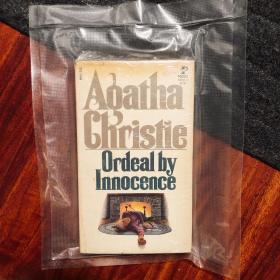 Agatha
Christie
Ordeal by
Innocence